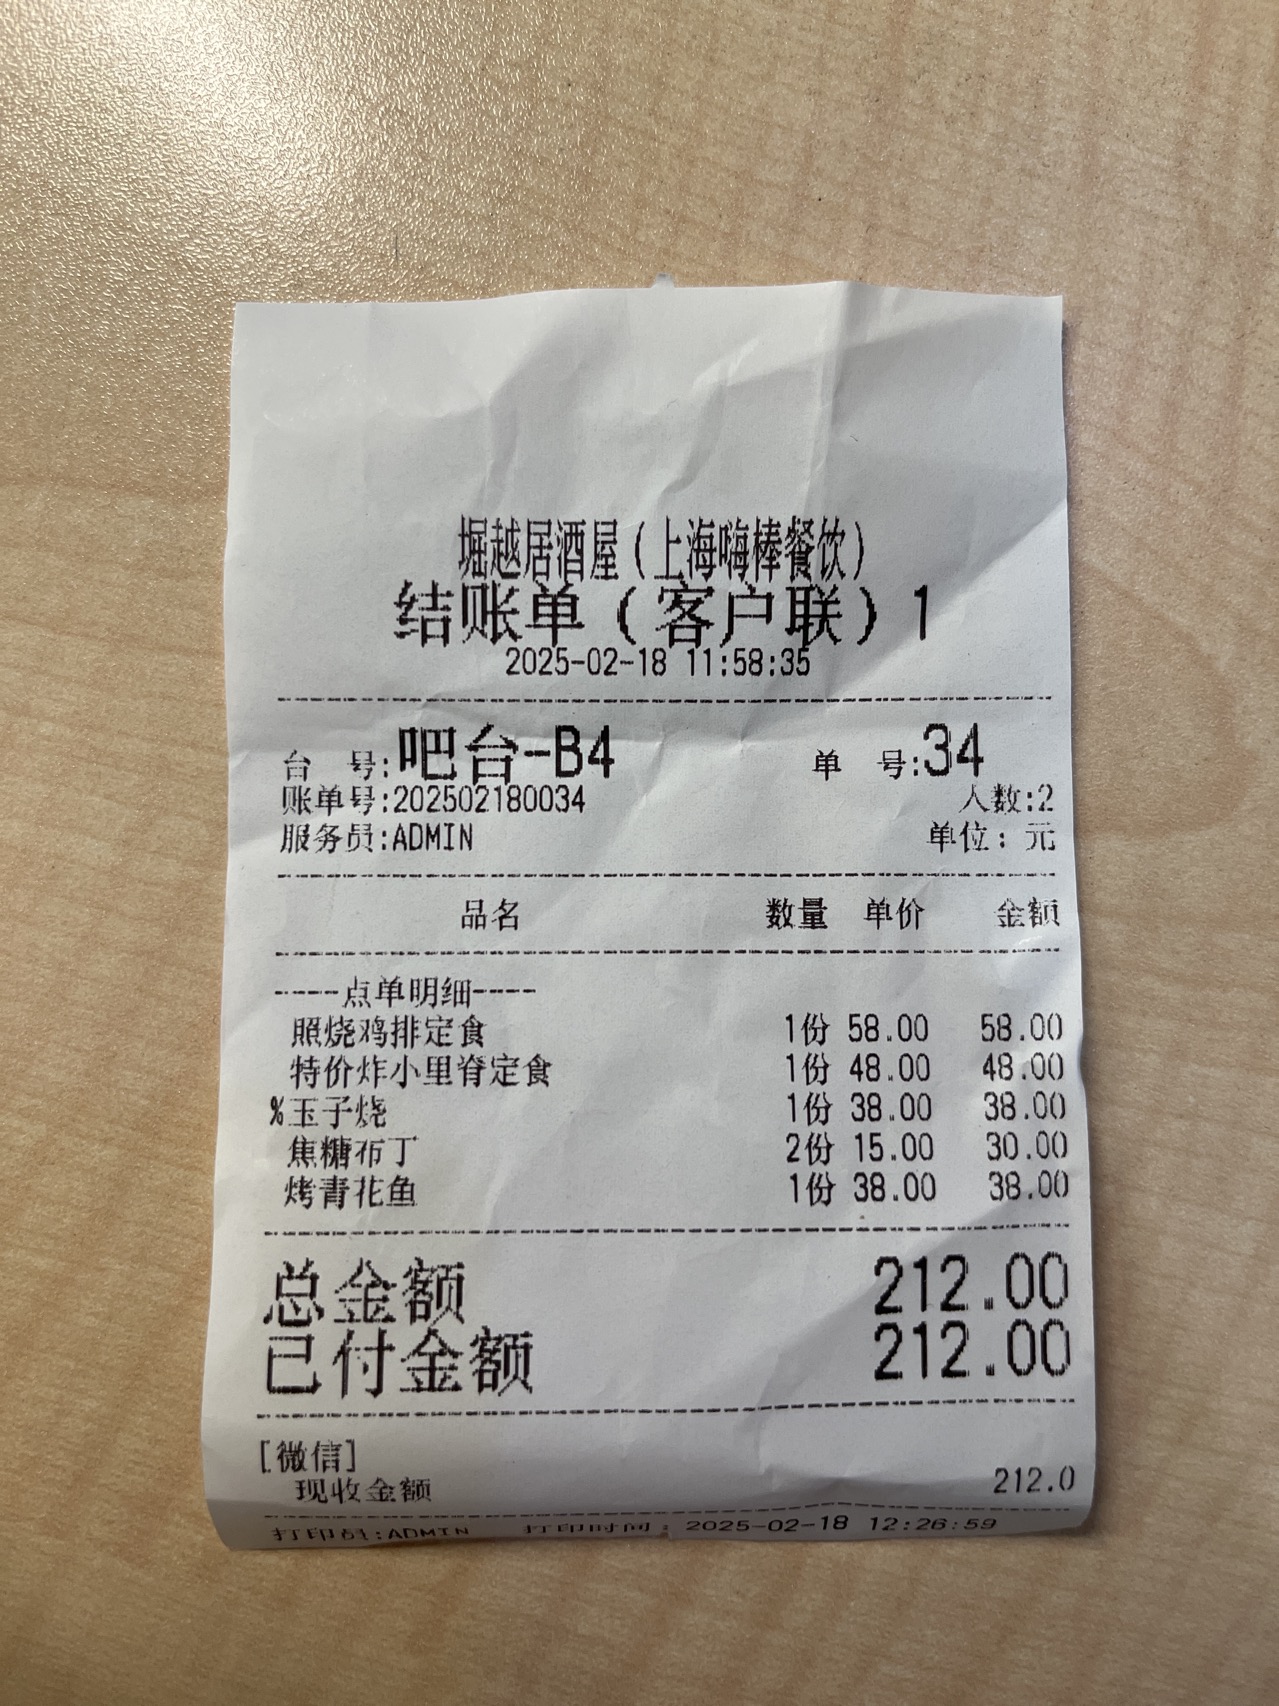 堀越居酒屋(上海嗨棒餐饮)
结账单(客户联)1
2025-02-18 11:58:35
台 号:吧台-B4 单 号:34
账单号:202502180034 人数:2
服务员:ADMIN 单位: 元
品名 数量 单价 金额
----点单明细----
照烧鸡排定食 1份 58.00 58.00
特价炸小里脊定食 1份 48.00 48.00
%玉子烧 1份 38.00 38.00
焦糖布丁 2份 15.00 30.00
烤青花鱼 1份 38.00 38.00
总金额 212.00
已付金额 212.00
[微信]
现收金额 212.0
打印员:ADMIN 打印时间: 2025-02-18 12:26:59